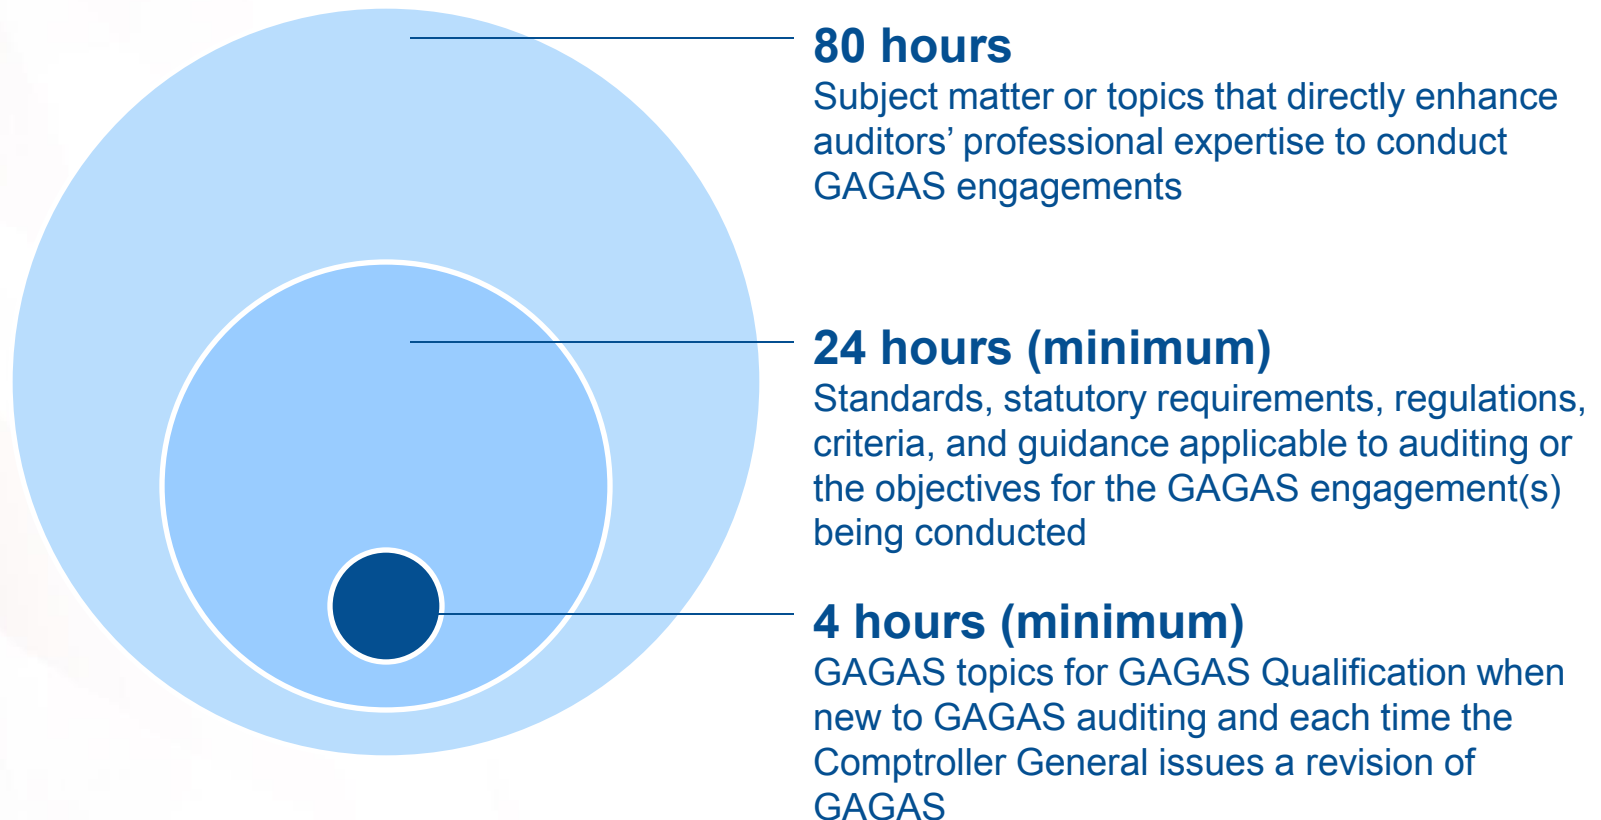 80 hours
Subject matter or topics that directly enhance
auditors’ professional expertise to conduct
GAGAS engagements
24 hours (minimum)
Standards, statutory requirements, regulations,
criteria, and guidance applicable to auditing or
the objectives for the GAGAS engagement(s)
being conducted
4 hours (minimum)
GAGAS topics for GAGAS Qualification when
new to GAGAS auditing and each time the
Comptroller General issues a revision of
GAGAS